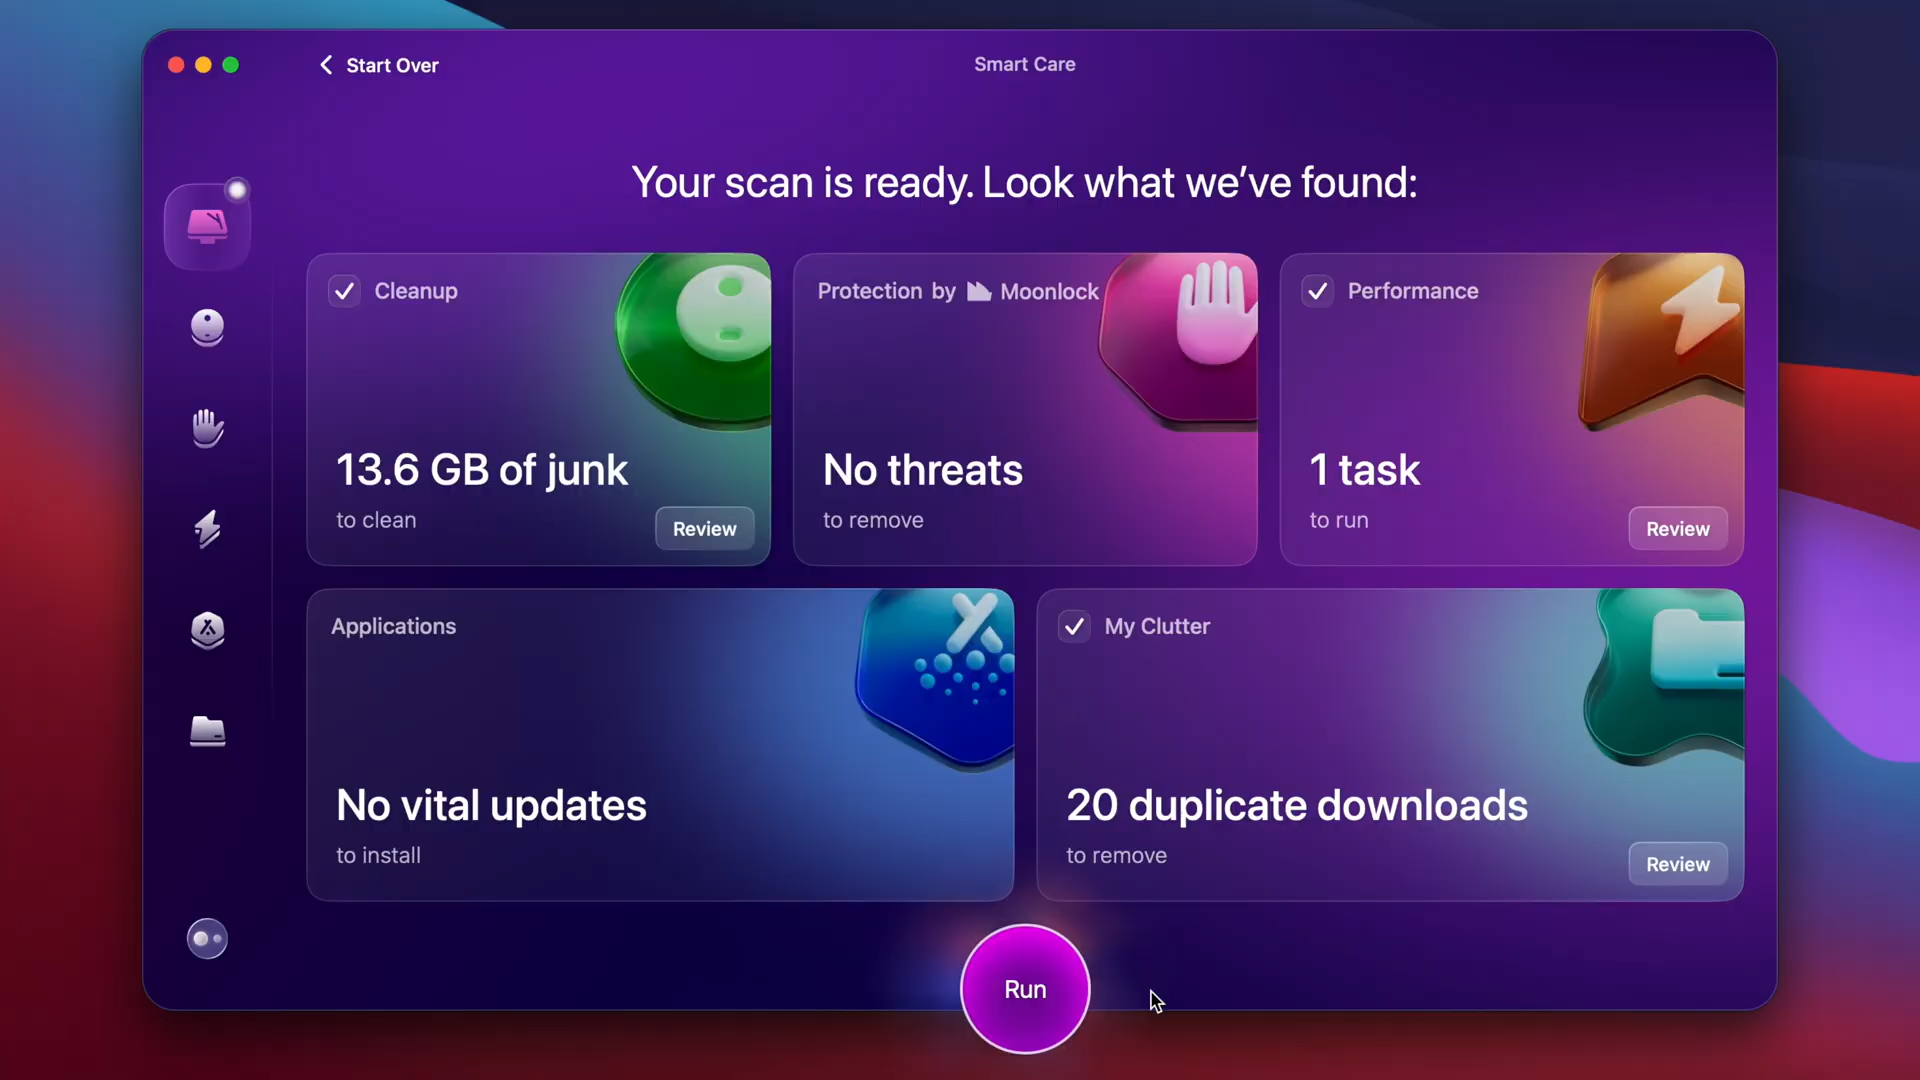 Start Over
Smart Care
Your scan is ready. Look what we've found:
Cleanup
13.6 GB of junk
to clean
Review
Protection by Moonlock
No threats
to remove
Performance
1 task
to run
Review
Applications
No vital updates
to install
My Clutter
20 duplicate downloads
to remove
Review
Run